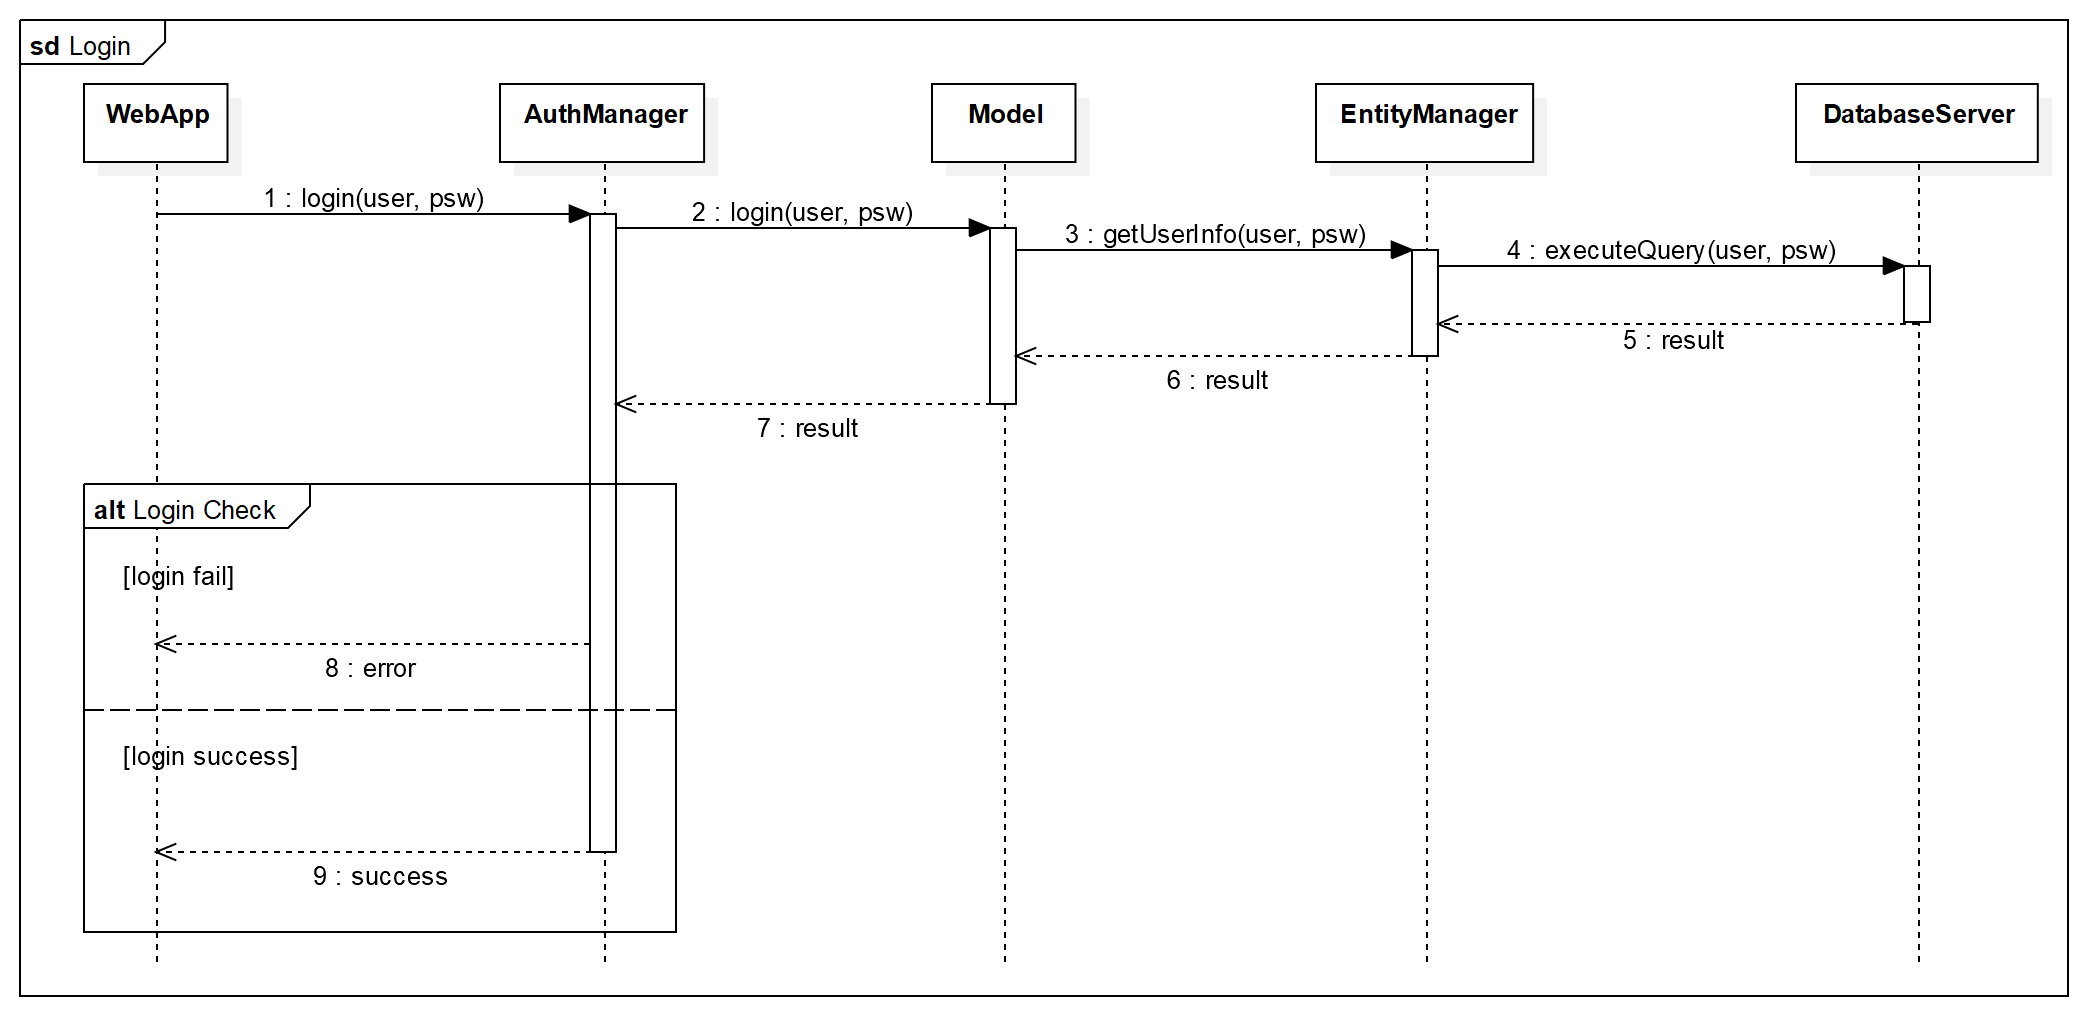 sd Login
WebApp
AuthManager
Model
EntityManager
DatabaseServer
1 : login(user, psw)
2 : login(user, psw)
3 : getUserInfo(user, psw)
4 : executeQuery(user, psw)
5 : result
6 : result
7 : result
alt Login Check
[login fail]
8 : error
[login success]
9 : success